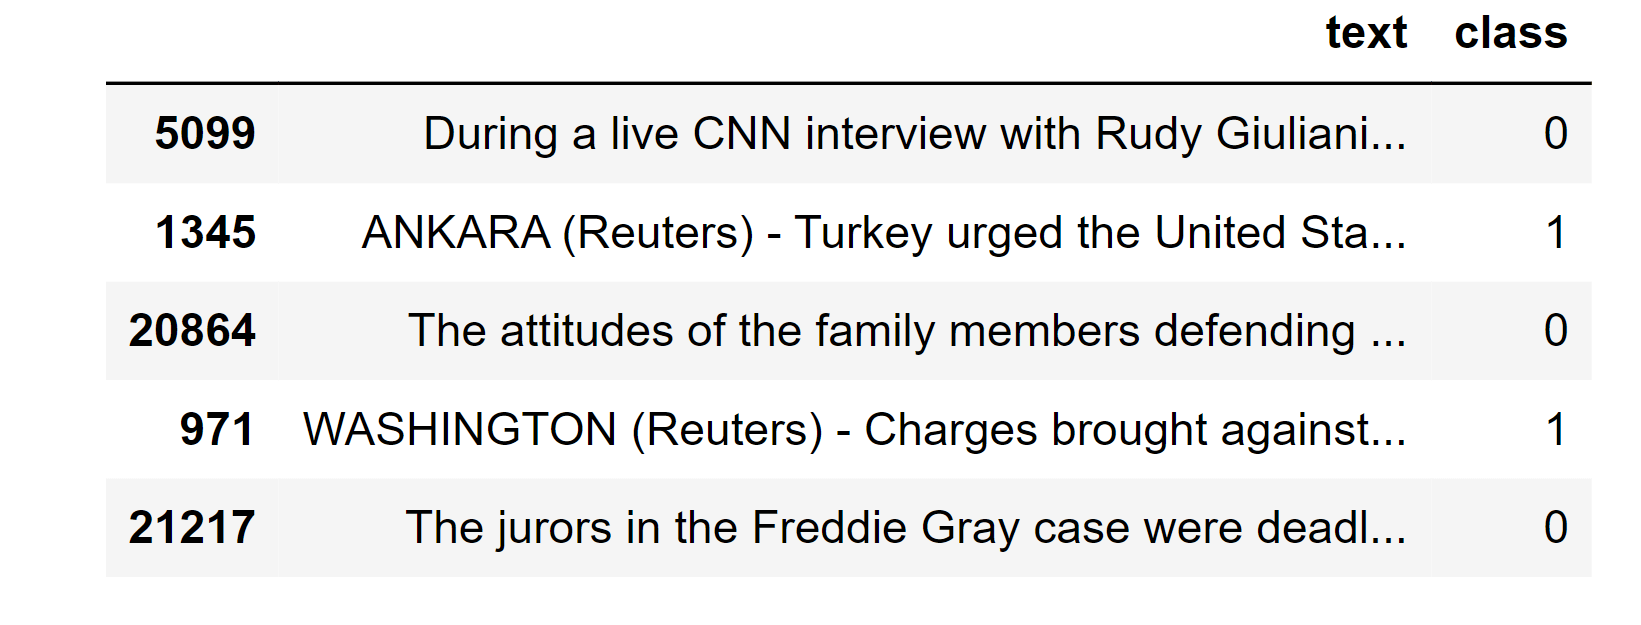 text class
5099 During a live CNN interview with Rudy Giuliani... 0
1345 ANKARA (Reuters) - Turkey urged the United Sta... 1
20864 The attitudes of the family members defending ... 0
971 WASHINGTON (Reuters) - Charges brought against... 1
21217 The jurors in the Freddie Gray case were deadl... 0